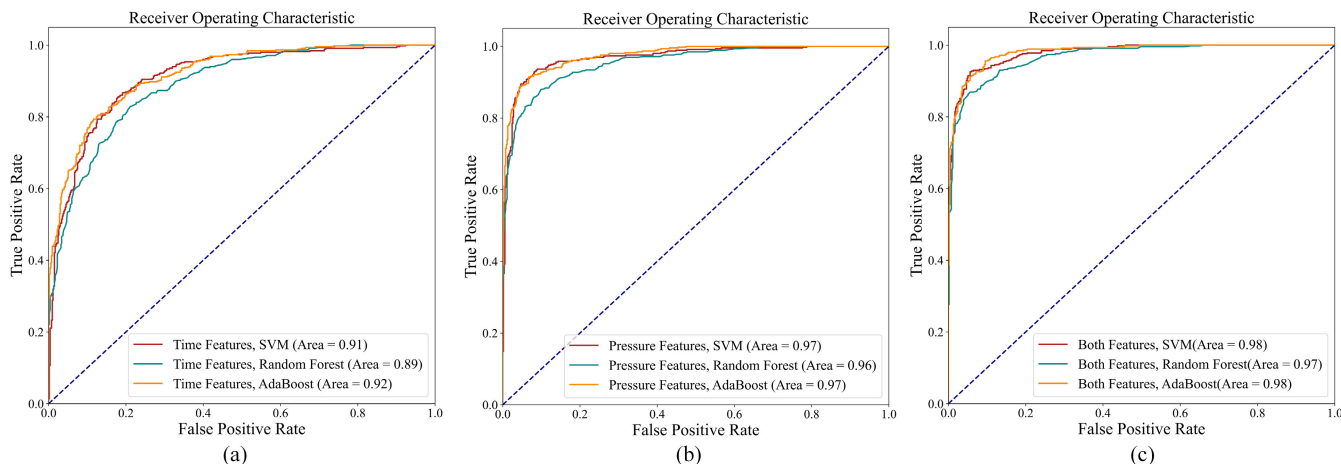 Receiver Operating Characteristic
True Positive Rate
1.0
0.8
0.6
0.4
0.2
0.0
Time Features, SVM (Area = 0.91)
Time Features, Random Forest (Area = 0.89)
Time Features, AdaBoost (Area = 0.92)
0.0 0.2 0.4 0.6 0.8 1.0
False Positive Rate
(a)
Receiver Operating Characteristic
True Positive Rate
1.0
0.8
0.6
0.4
0.2
0.0
Pressure Features, SVM (Area = 0.97)
Pressure Features, Random Forest (Area = 0.96)
Pressure Features, AdaBoost (Area = 0.97)
0.0 0.2 0.4 0.6 0.8 1.0
False Positive Rate
(b)
Receiver Operating Characteristic
True Positive Rate
1.0
0.8
0.6
0.4
0.2
0.0
Both Features, SVM(Area = 0.98)
Both Features, Random Forest(Area = 0.97)
Both Features, AdaBoost(Area = 0.98)
0.0 0.2 0.4 0.6 0.8 1.0
False Positive Rate
(c)